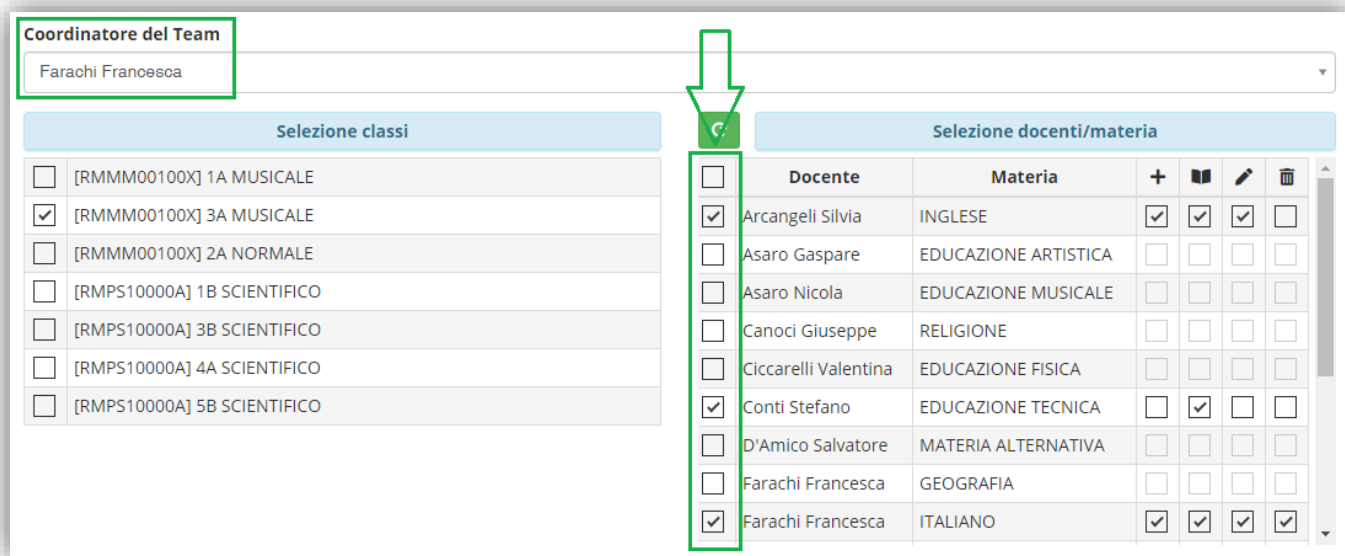 Coordinatore del Team
Farachi Francesca
Selezione classi
[RMMM00100X] 1A MUSICALE
[RMMM00100X] 3A MUSICALE
[RMMM00100X] 2A NORMALE
[RMPS10000A] 1B SCIENTIFICO
[RMPS10000A] 3B SCIENTIFICO
[RMPS10000A] 4A SCIENTIFICO
[RMPS10000A] 5B SCIENTIFICO
Selezione docenti/materia
Docente Materia
Arcangeli Silvia INGLESE
Asaro Gaspare EDUCAZIONE ARTISTICA
Asaro Nicola EDUCAZIONE MUSICALE
Canoci Giuseppe RELIGIONE
Ciccarelli Valentina EDUCAZIONE FISICA
Conti Stefano EDUCAZIONE TECNICA
D'Amico Salvatore MATERIA ALTERNATIVA
Farachi Francesca GEOGRAFIA
Farachi Francesca ITALIANO